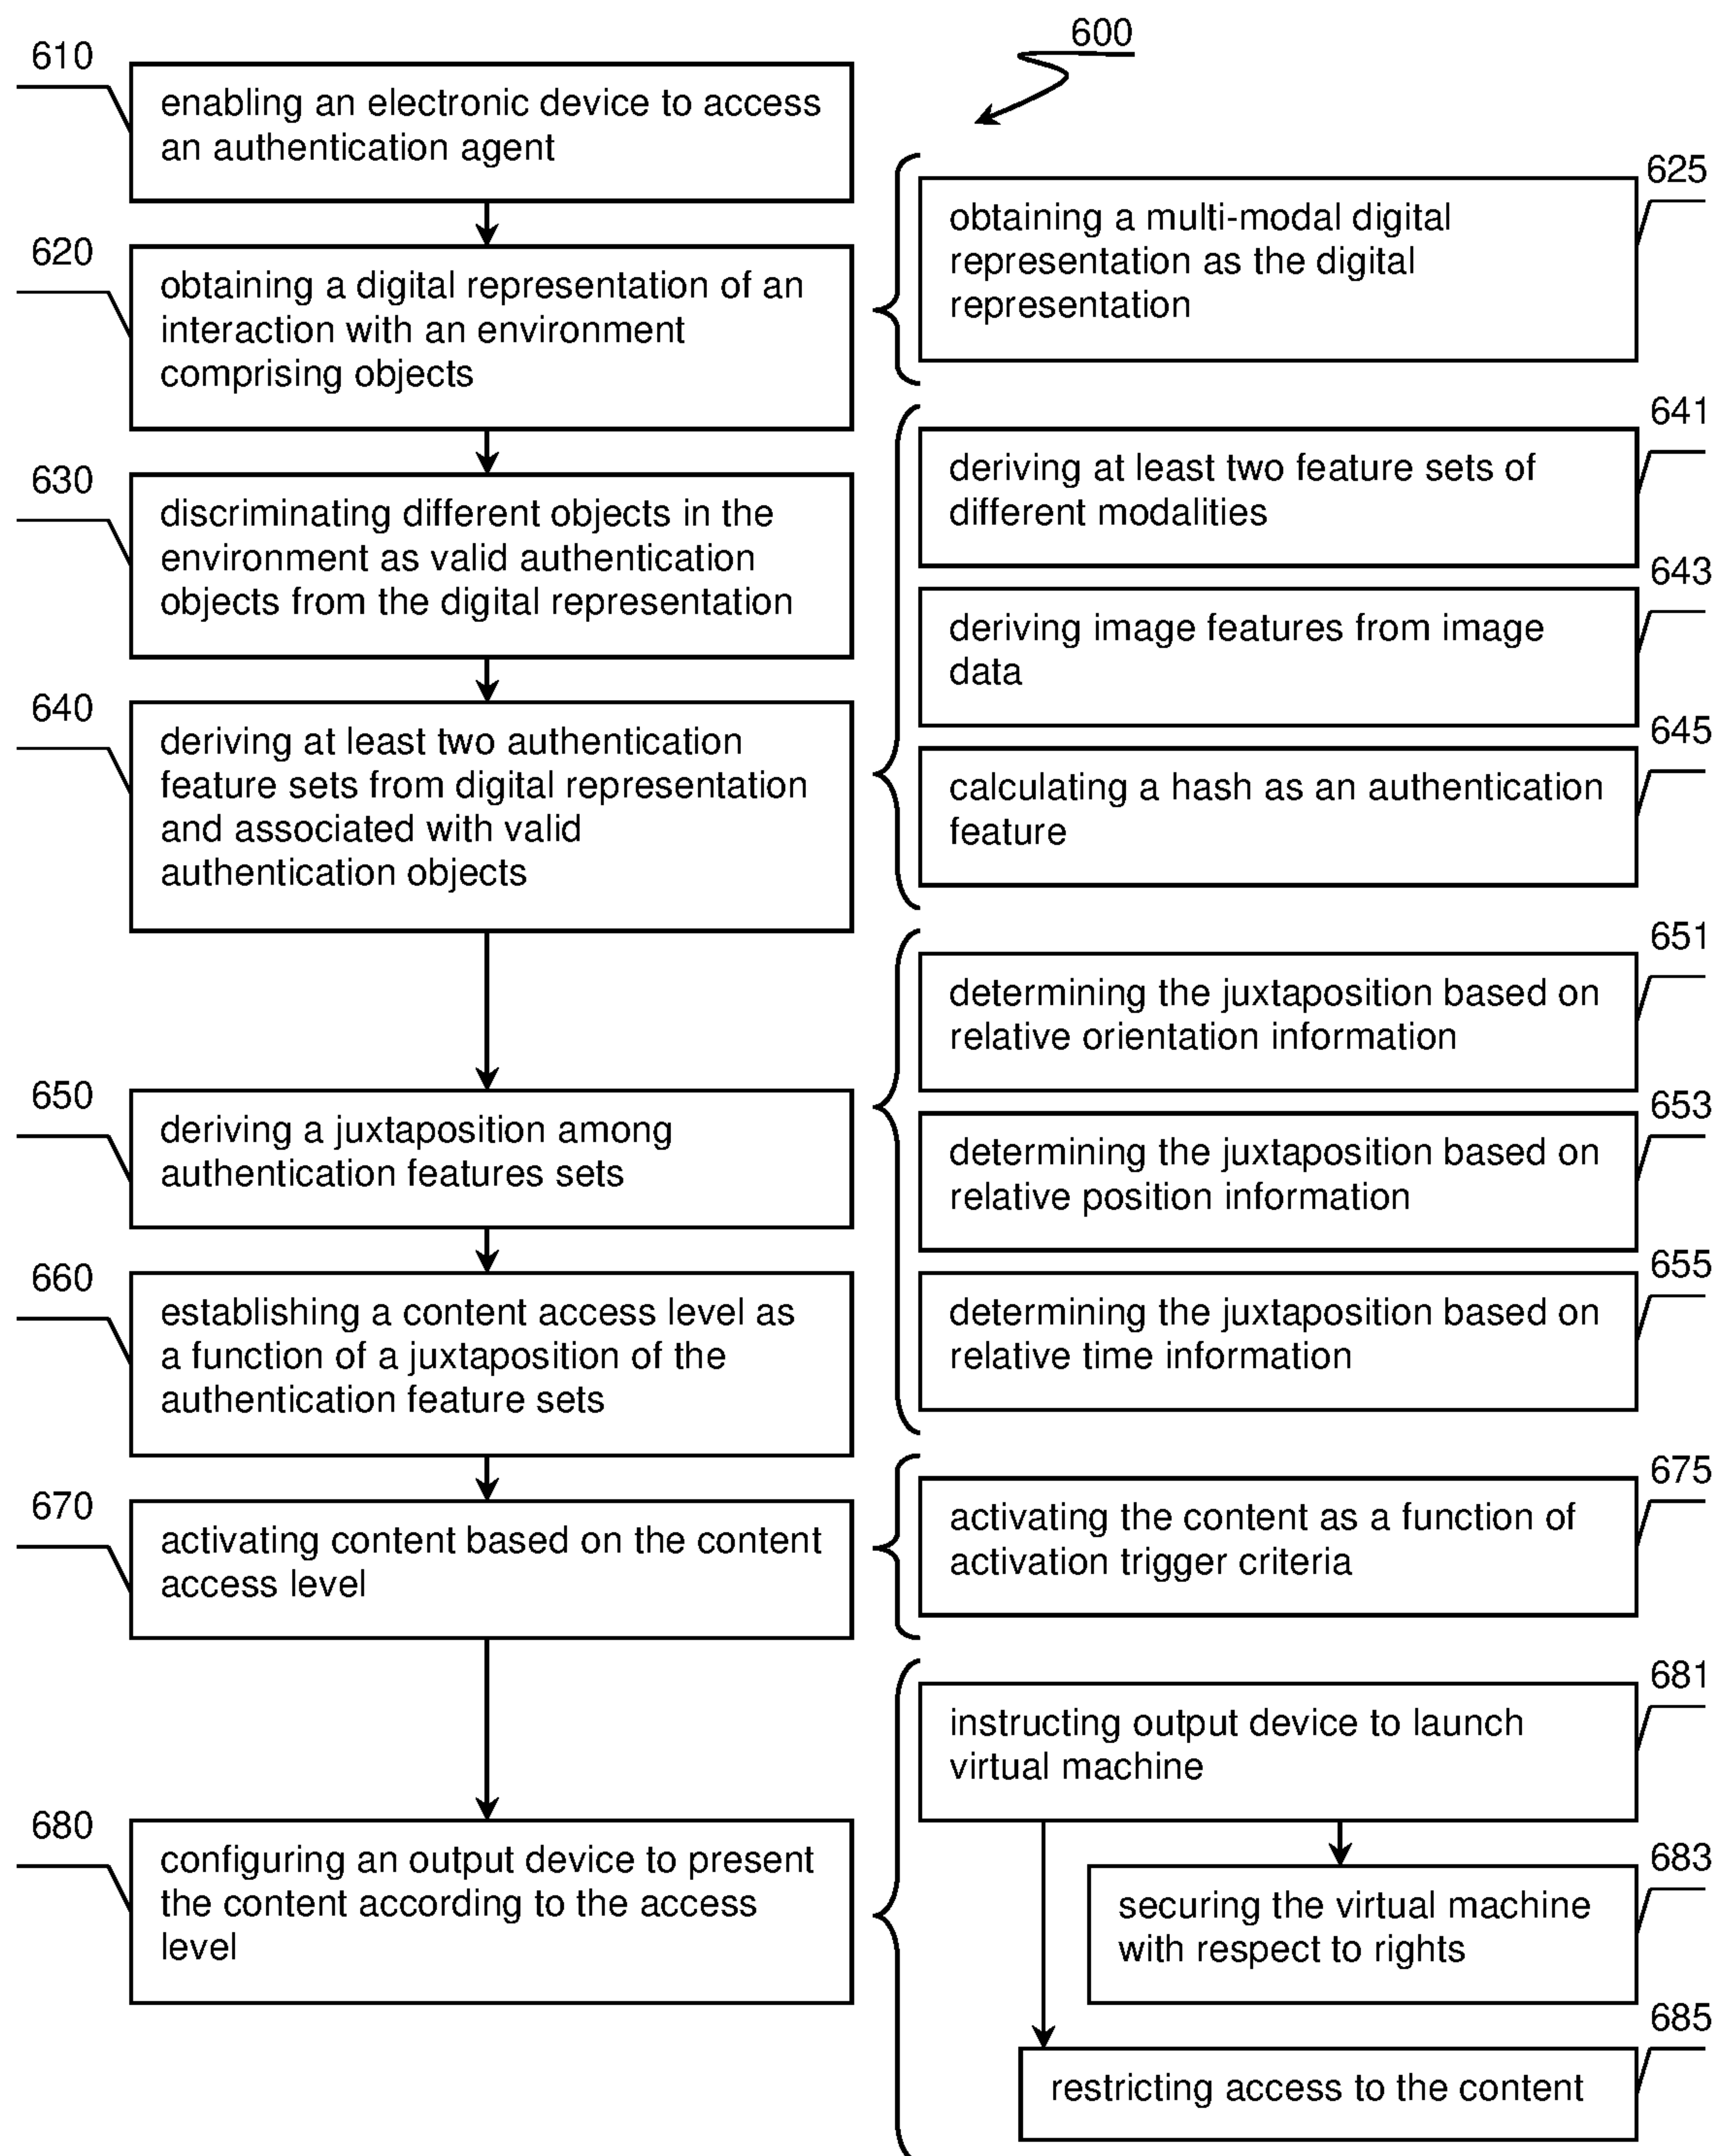 600
610
enabling an electronic device to access
an authentication agent
620
obtaining a digital representation of an
interaction with an environment
comprising objects
625
obtaining a multi-modal digital
representation as the digital
representation
630
discriminating different objects in the
environment as valid authentication
objects from the digital representation
640
deriving at least two authentication
feature sets from digital representation
and associated with valid
authentication objects
641
deriving at least two feature sets of
different modalities
643
deriving image features from image
data
645
calculating a hash as an authentication
feature
650
deriving a juxtaposition among
authentication features sets
651
determining the juxtaposition based on
relative orientation information
653
determining the juxtaposition based on
relative position information
655
determining the juxtaposition based on
relative time information
660
establishing a content access level as
a function of a juxtaposition of the
authentication feature sets
670
activating content based on the content
access level
675
activating the content as a function of
activation trigger criteria
680
configuring an output device to present
the content according to the access
level
681
instructing output device to launch
virtual machine
683
securing the virtual machine
with respect to rights
685
restricting access to the content